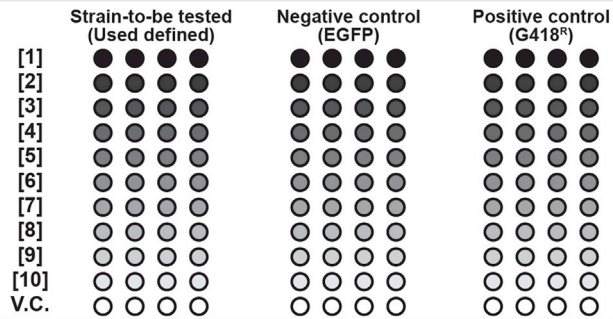 Strain-to-be tested
(Used defined)
Negative control
(EGFP)
Positive control
(G418ᴿ)
[1]
[2]
[3]
[4]
[5]
[6]
[7]
[8]
[9]
[10]
V.C.